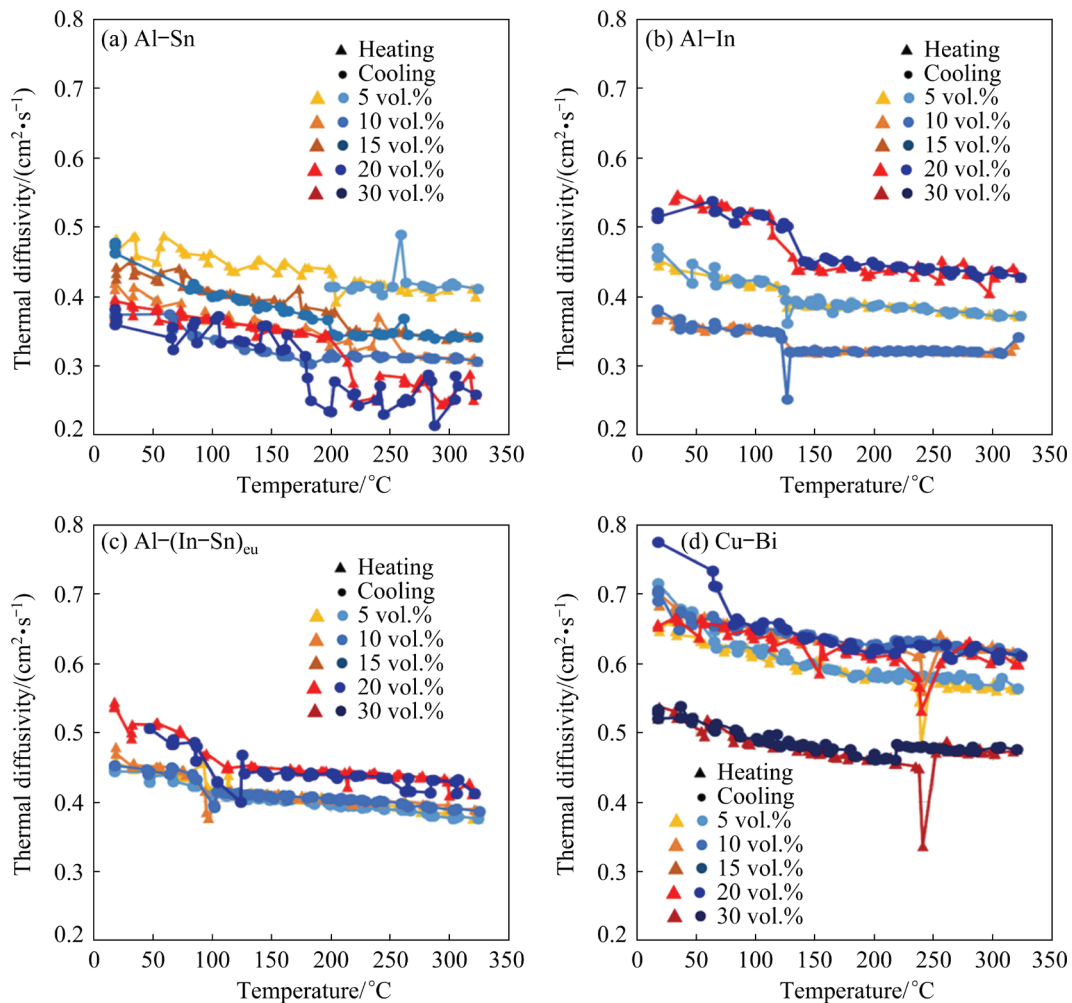 (a) Al−Sn
Heating
Cooling
5 vol.%
10 vol.%
15 vol.%
20 vol.%
30 vol.%
0.8
0.7
0.6
0.5
0.4
0.3
0.2
Thermal diffusivity/(cm²•s⁻¹)
0 50 100 150 200 250 300 350
Temperature/°C
(b) Al−In
Heating
Cooling
5 vol.%
10 vol.%
15 vol.%
20 vol.%
30 vol.%
0.8
0.7
0.6
0.5
0.4
0.3
0.2
Thermal diffusivity/(cm²•s⁻¹)
0 50 100 150 200 250 300 350
Temperature/°C
(c) Al−(In−Sn)eu
Heating
Cooling
5 vol.%
10 vol.%
15 vol.%
20 vol.%
30 vol.%
0.8
0.7
0.6
0.5
0.4
0.3
0.2
Thermal diffusivity/(cm²•s⁻¹)
0 50 100 150 200 250 300 350
Temperature/°C
(d) Cu−Bi
Heating
Cooling
5 vol.%
10 vol.%
15 vol.%
20 vol.%
30 vol.%
0.8
0.7
0.6
0.5
0.4
0.3
0.2
Thermal diffusivity/(cm²•s⁻¹)
0 50 100 150 200 250 300 350
Temperature/°C